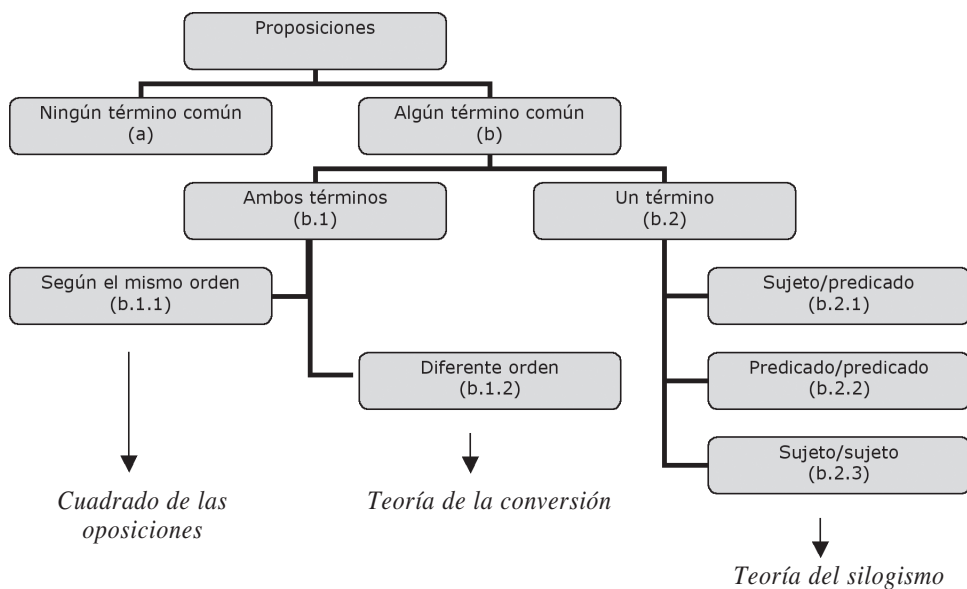 Proposiciones
Ningún término común
(a)
Algún término común
(b)
Ambos términos
(b.1)
Un término
(b.2)
Según el mismo orden
(b.1.1)
Sujeto/predicado
(b.2.1)
Diferente orden
(b.1.2)
Predicado/predicado
(b.2.2)
Sujeto/sujeto
(b.2.3)
Cuadrado de las
oposiciones
Teoría de la conversión
Teoría del silogismo